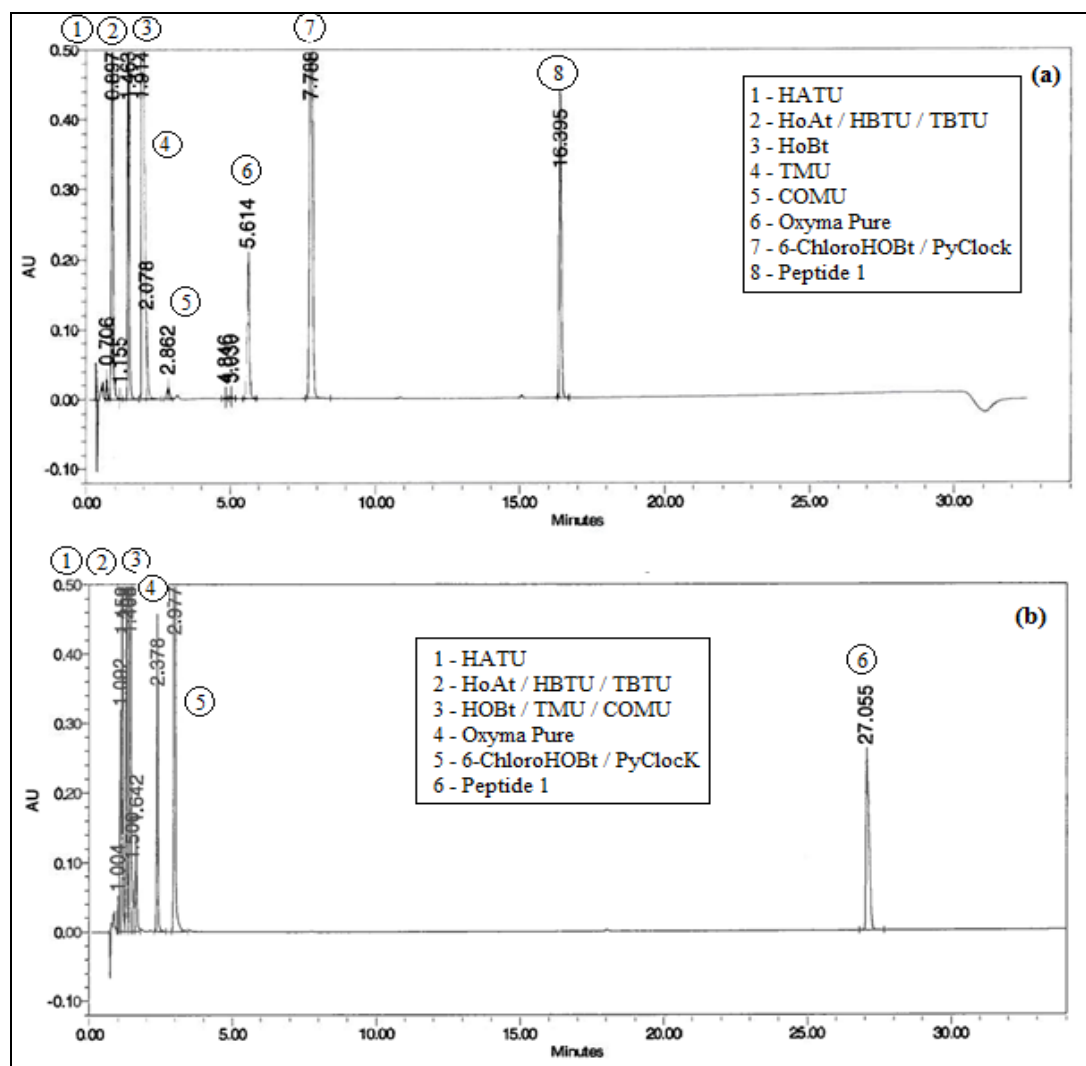 1 2 3 7
(a)
0.50
0.897
1.463
1.914
7.788
8
16.395
1 - HATU
2 - HoAt / HBTU / TBTU
3 - HoBt
4 - TMU
5 - COMU
6 - Oxyma Pure
7 - 6-ChloroHOBt / PyClock
8 - Peptide 1
0.40
4
0.30
6
5.614
AU
0.20
2.078
5
0.10
0.706
1.155
2.862
4.846
0.00
-0.10
0.00 5.00 10.00 15.00 20.00 25.00 30.00
Minutes
1 2 3
4
0.50
(b)
1.092
2.378
2.977
1 - HATU
2 - HoAt / HBTU / TBTU
3 - HOBt / TMU / COMU
4 - Oxyma Pure
5 - 6-ChloroHOBt / PyClocK
6 - Peptide 1
6
27.055
0.40
0.30
5
AU
0.20
1.004
1.500
1.642
0.10
0.00
-0.10
0.00 5.00 10.00 15.00 20.00 25.00 30.00
Minutes